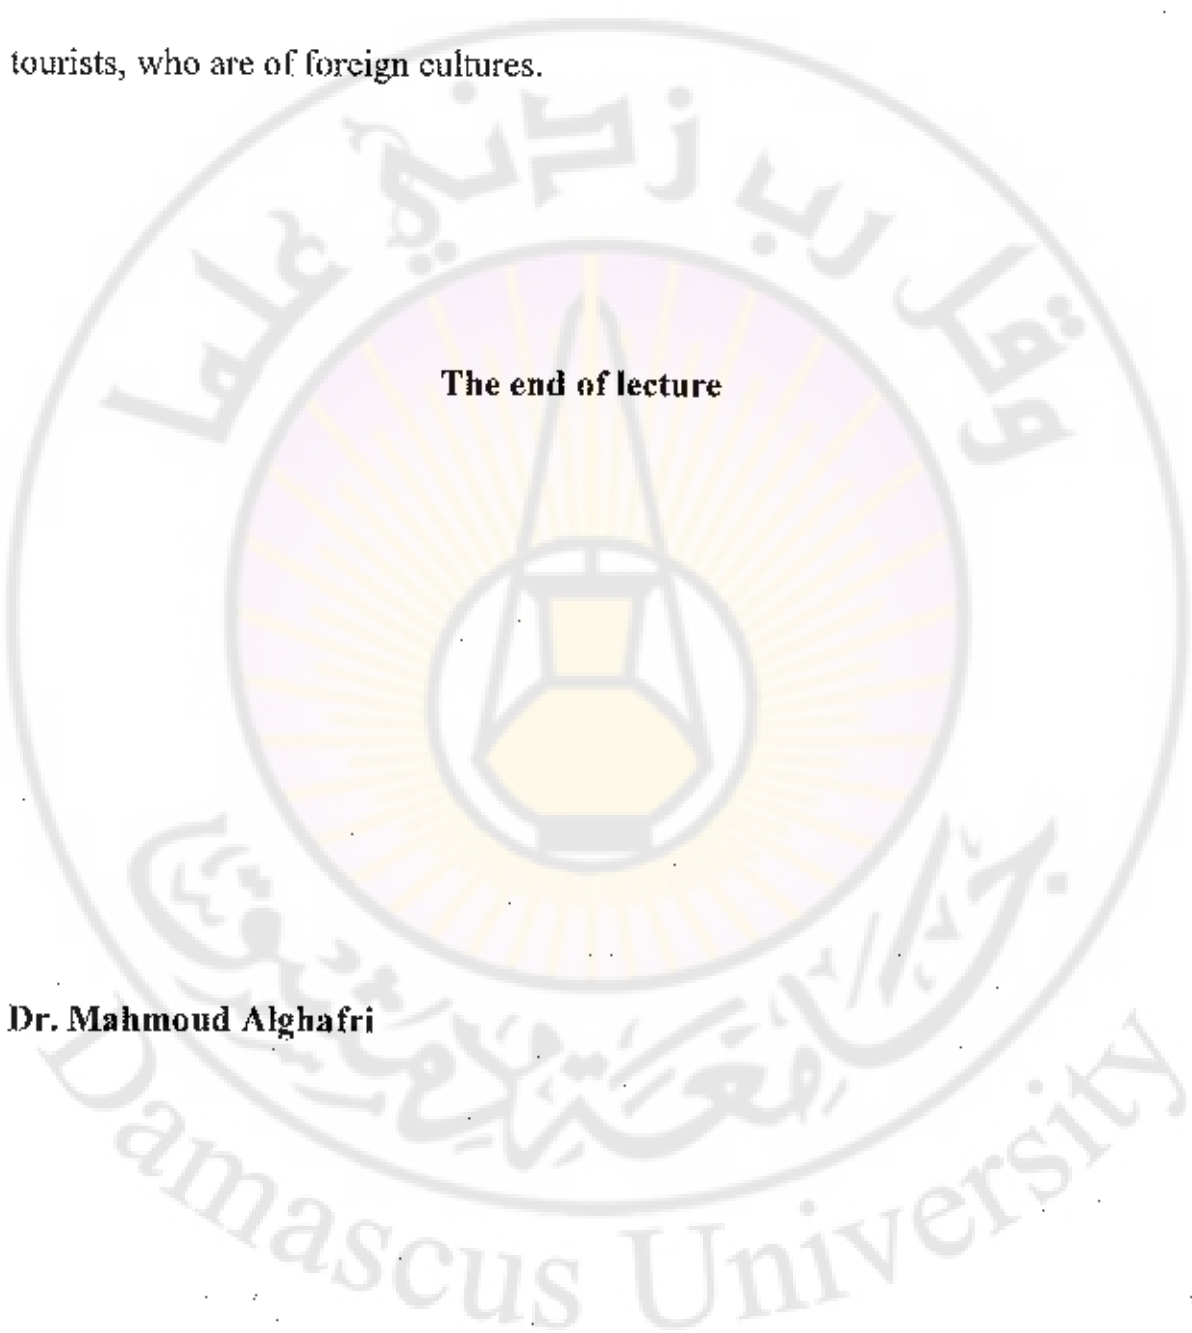 tourists, who are of foreign cultures.
وقل رب زدني علما
The end of lecture
Dr. Mahmoud Alghafri
جامعة دمشق
Damascus University